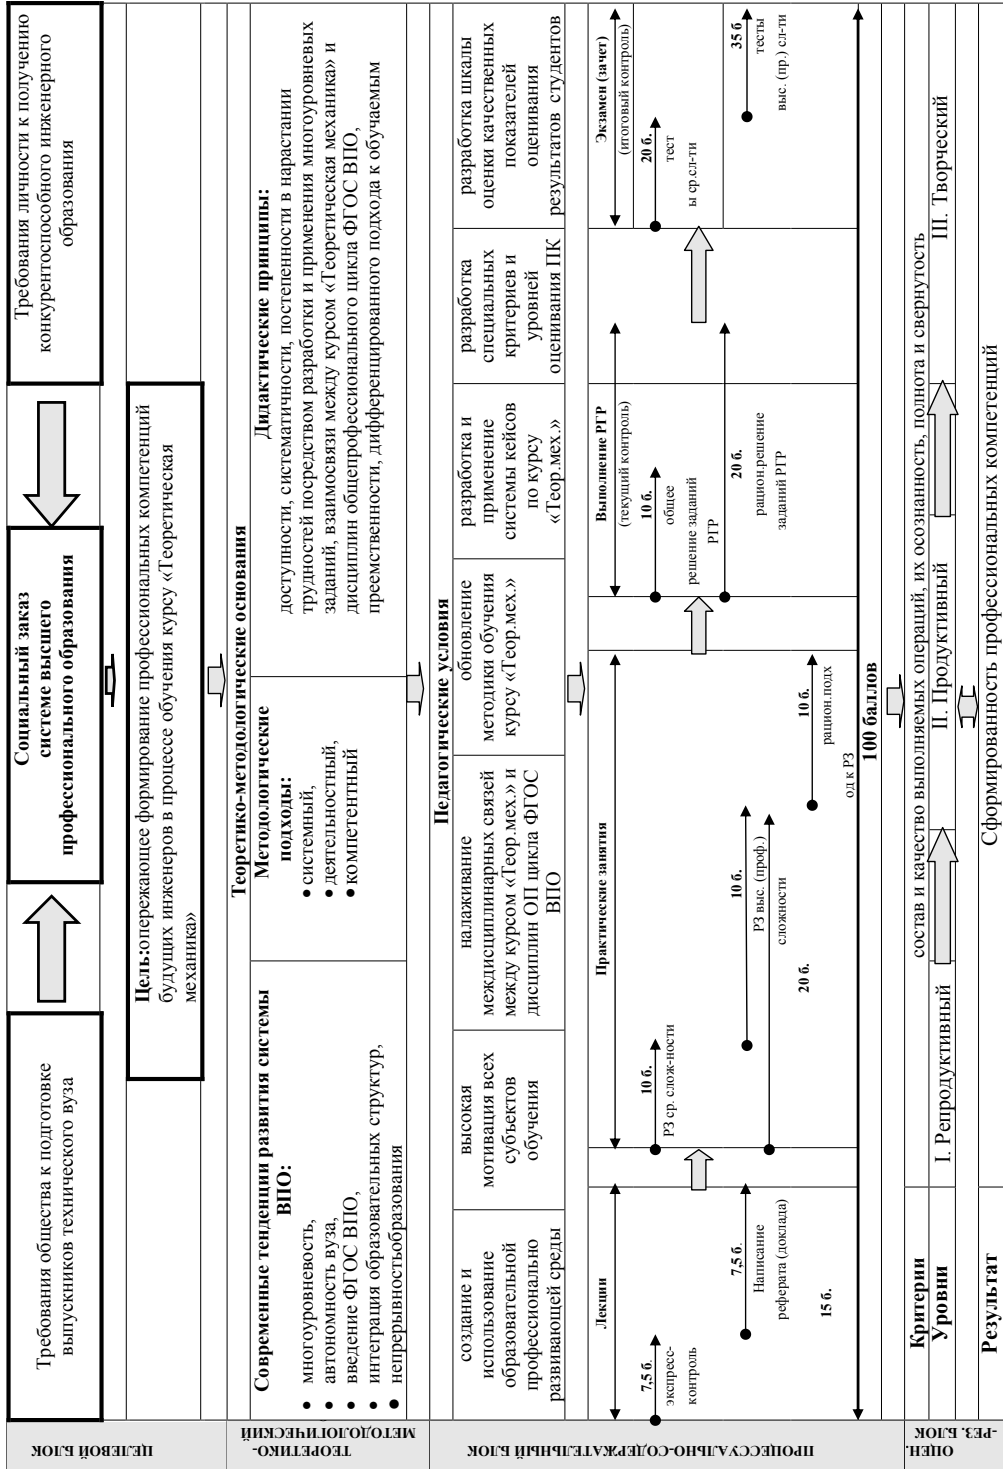 ЦЕЛЕВОЙ БЛОК
Требования общества к подготовке
выпускников технического вуза
Социальный заказ
системе высшего
профессионального образования
Требования личности к получению
конкурентоспособного инженерного
образования
Цель:опережающее формирование профессиональных компетенций
будущих инженеров в процессе обучения курсу «Теоретическая
механика»
ТЕОРЕТИКО-
МЕТОДОЛОГИЧЕСКИЙ
Теоретико-методологические основания
Современные тенденции развития системы
ВПО:
● многоуровневость,
● автономность вуза,
● введение ФГОС ВПО,
● интеграция образовательных структур,
● непрерывностьобразования
Методологические
подходы:
● системный,
● деятельностный,
● компетентный
Дидактические принципы:
доступности, систематичности, постепенности в нарастании
трудностей посредством разработки и применения многоуровневых
заданий, взаимосвязи между курсом «Теоретическая механика» и
дисциплин общепрофессионального цикла ФГОС ВПО,
преемственности, дифференцированного подхода к обучаемым
ПРОЦЕССУАЛЬНО-СОДЕРЖАТЕЛЬНЫЙ БЛОК
Педагогические условия
создание и
использование
образовательной
профессионально
развивающей среды
высокая
мотивация всех
субъектов
обучения
налаживание
междисциплинарных связей
между курсом «Теор.мех.» и
дисциплин ОП цикла ФГОС
ВПО
обновление
методики обучения
курсу «Теор.мех.»
разработка и
применение
системы кейсов
по курсу
«Теор.мех.»
разработка
специальных
критериев и
уровней
оценивания ПК
разработка шкалы
оценки качественных
показателей
оценивания
результатов студентов
Лекции
7,5 б.
экспресс-
контроль
7,5 б.
Написание
реферата (доклада)
15 б.
Практические занятия
10 б.
РЗ ср. слож-ности
10 б.
РЗ выс. (проф.)
сложности
20 б.
10 б.
рацион.подх
од к РЗ
Выполнение РГР
(текущий контроль)
10 б.
общее
решение заданий
РГР
20 б.
рацион.решение
заданий РГР
Экзамен (зачет)
(итоговый контроль)
20 б.
тест
ы ср.сл-ти
35 б
тесты
выс. (пр.) сл-ти
100 баллов
ОЦЕН.
-РЕЗ. БЛОК
Критерии
состав и качество выполняемых операций, их осознанность, полнота и свернутость
Уровни
I. Репродуктивный
II. Продуктивный
III. Творческий
Результат
Сформированность профессиональных компетенций